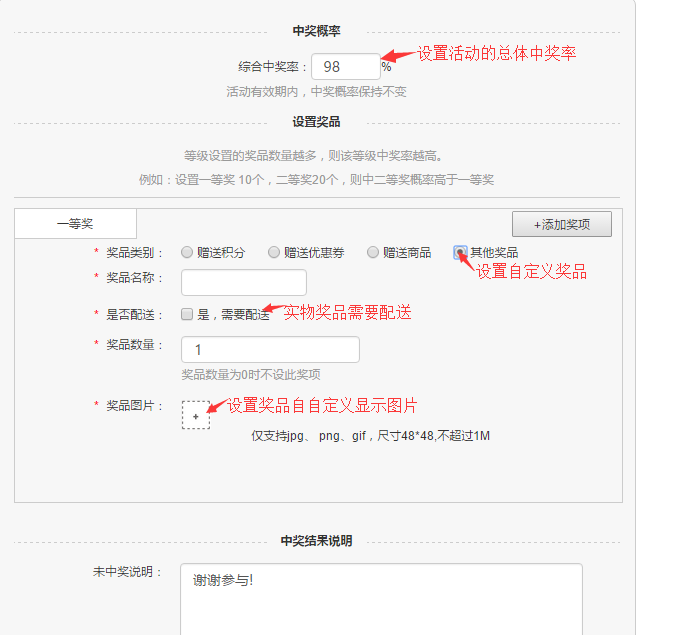 中奖概率
综合中奖率： 98 % 设置活动的总体中奖率
活动有效期内，中奖概率保持不变
设置奖品
等级设置的奖品数量越多，则该等级中奖率越高。
例如：设置一等奖 10个，二等奖20个，则中二等奖概率高于一等奖
一等奖 +添加奖项
* 奖品类别： 赠送积分 赠送优惠券 赠送商品 其他奖品
设置自定义奖品
* 奖品名称：
* 是否配送： 是，需要配送 实物奖品需要配送
* 奖品数量： 1
奖品数量为0时不设此奖项
* 奖品图片： + 设置奖品自自定义显示图片
仅支持jpg、 png、gif，尺寸48*48,不超过1M
中奖结果说明
未中奖说明： 谢谢参与!